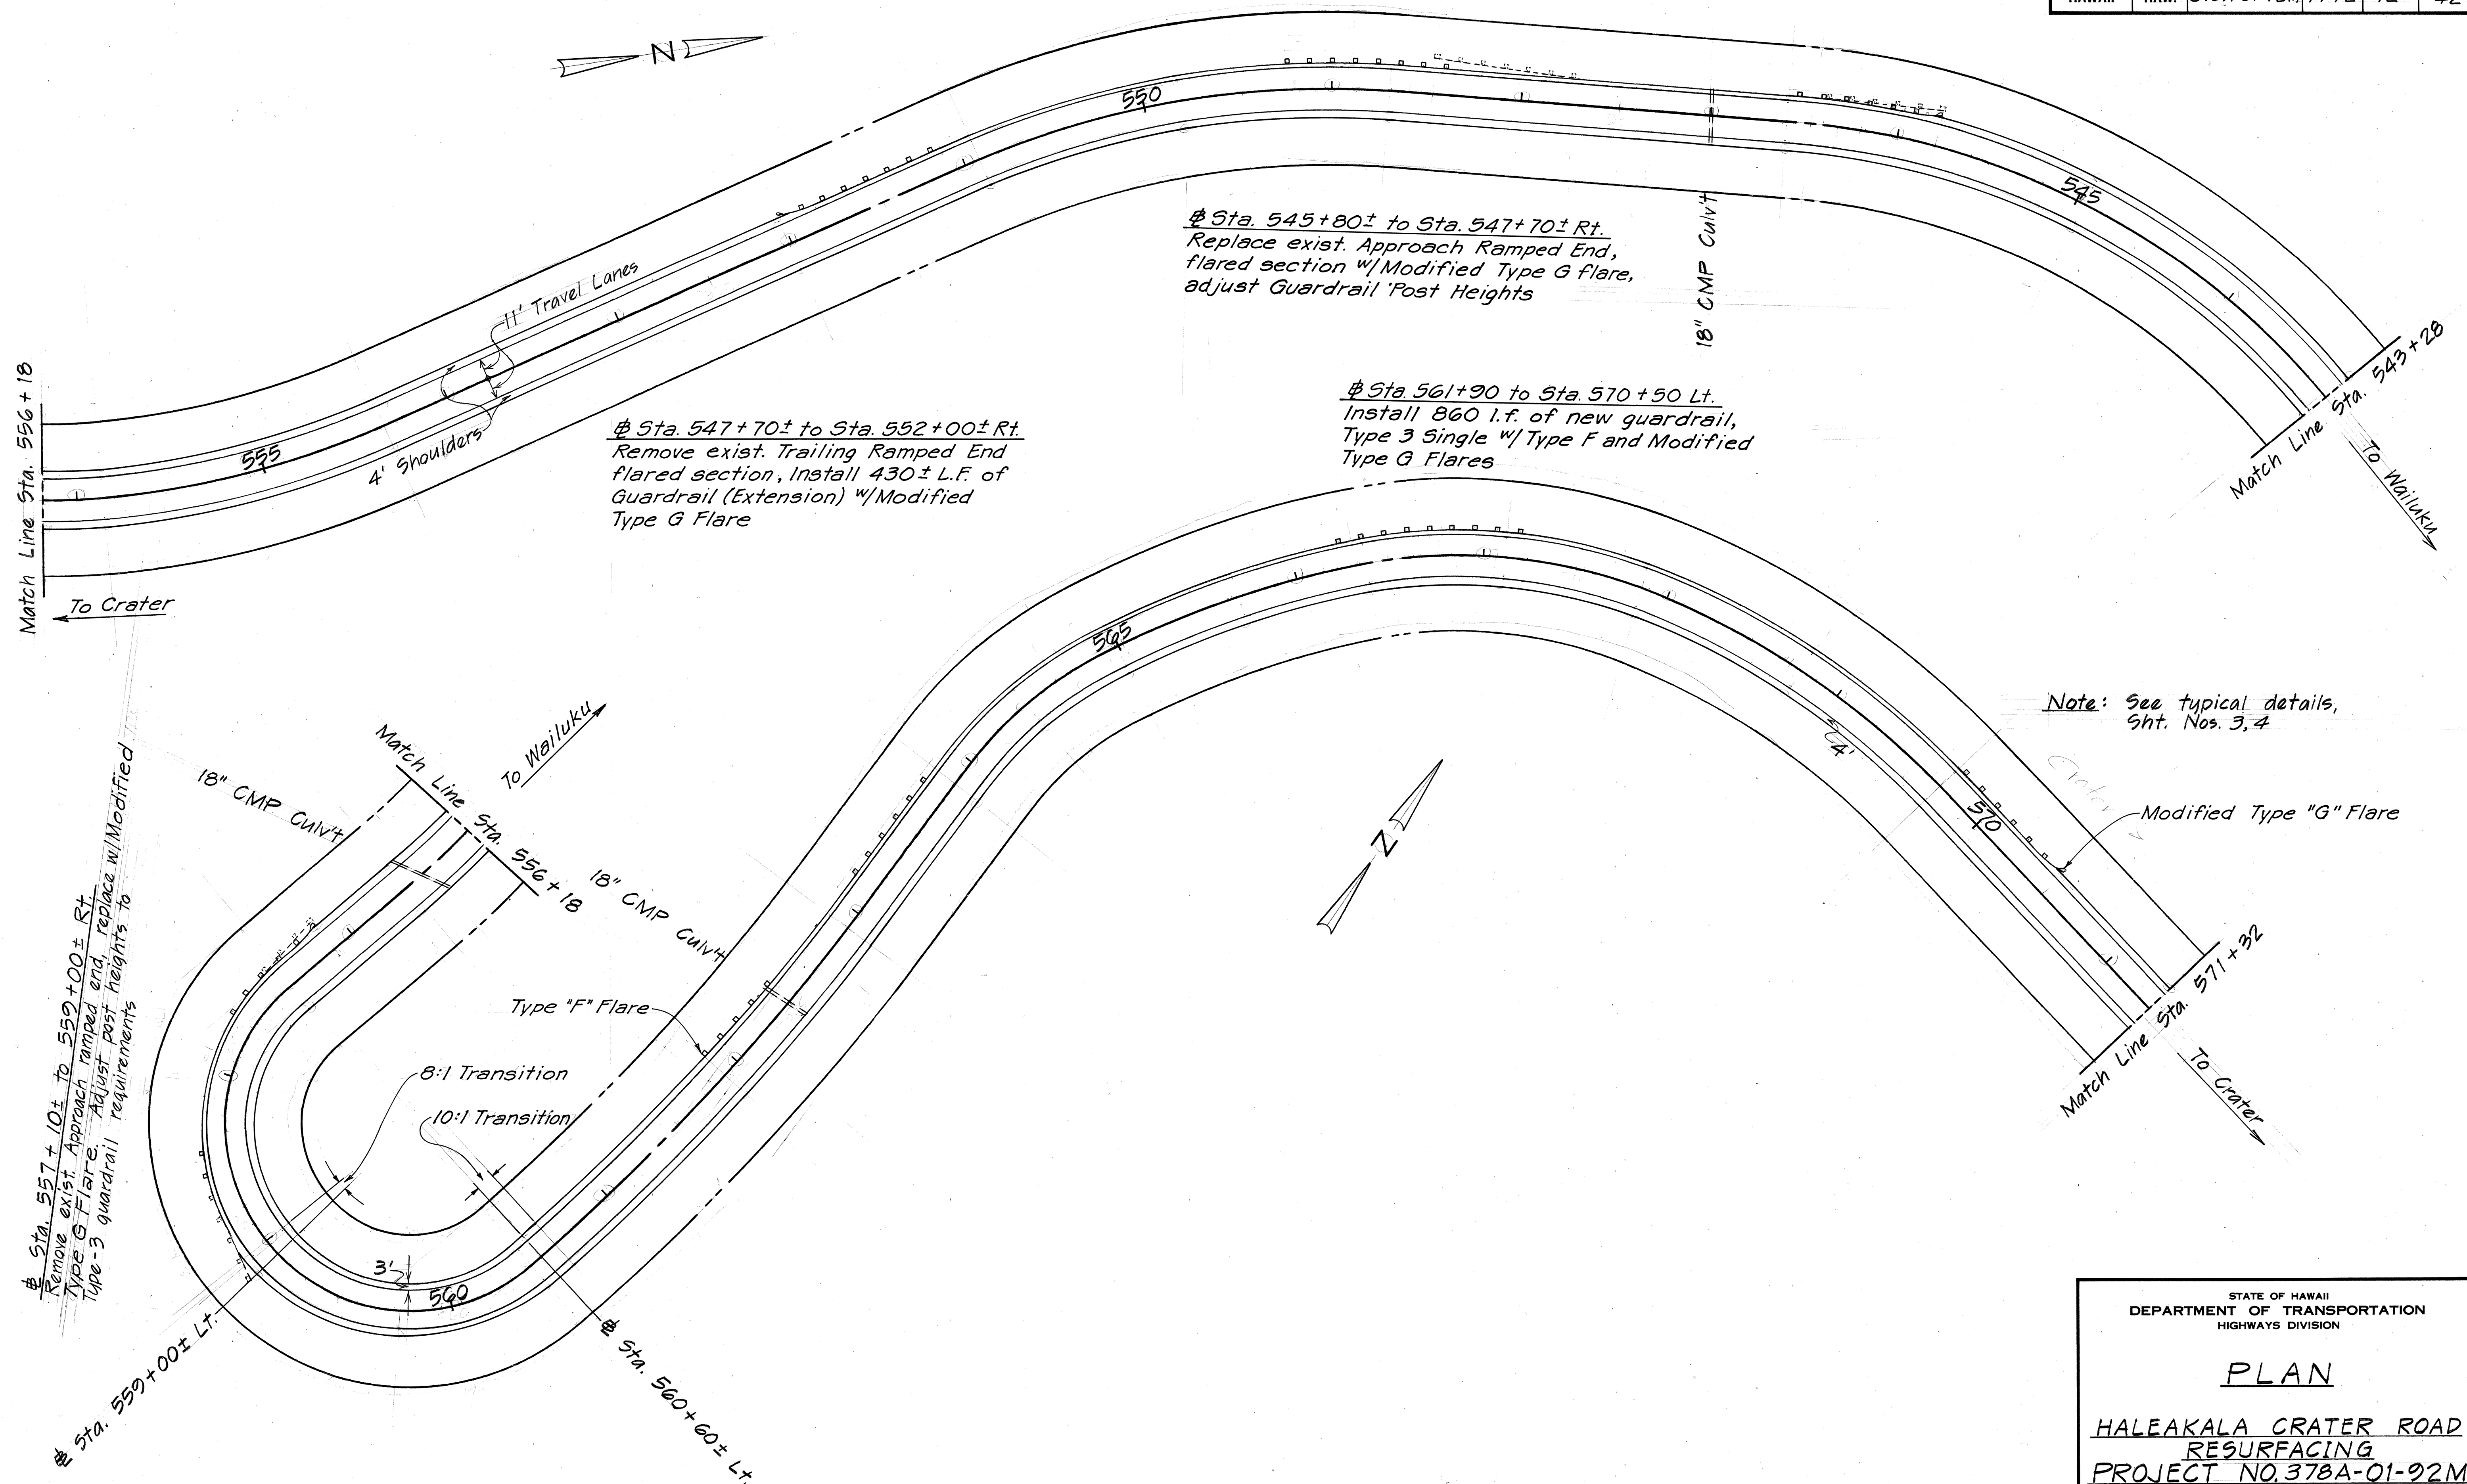 HAWAII HAW. 1992 12 42
N
550
545
11' Travel Lanes
555
4' Shoulders
Match Line Sta. 556 + 18
To Crater
℄ Sta. 545+80± to Sta. 547+70± Rt.
Replace exist. Approach Ramped End,
flared section w/Modified Type G flare,
adjust Guardrail Post Heights
18" CMP Culv't
℄ Sta. 547+70± to Sta. 552+00± Rt.
Remove exist. Trailing Ramped End
flared section, Install 430± L.F. of
Guardrail (Extension) w/Modified
Type G Flare
℄ Sta. 561+90 to Sta. 570+50 Lt.
Install 860 l.f. of new guardrail,
Type 3 Single w/Type F and Modified
Type G Flares
Match Line Sta. 543+28
To Wailuku
Note: See typical details,
Sht. Nos. 3,4
Crater
Modified Type "G" Flare
565
570
4'
N
Match Line Sta. 571+32
To Crater
Match Line Sta. 556+18
To Wailuku
18" CMP Culv't
18" CMP Culv't
Type "F" Flare
8:1 Transition
10:1 Transition
3'
560
℄ Sta. 557+10± to 559+00± Rt.
Remove exist. Approach ramped end, replace w/Modified
Type G Flare. Adjust post heights to
Type-3 guardrail requirements
℄ Sta. 559+00± Lt.
℄ Sta. 560+60± Lt.
STATE OF HAWAII
DEPARTMENT OF TRANSPORTATION
HIGHWAYS DIVISION
PLAN
HALEAKALA CRATER ROAD
RESURFACING
PROJECT NO. 378A-01-92M